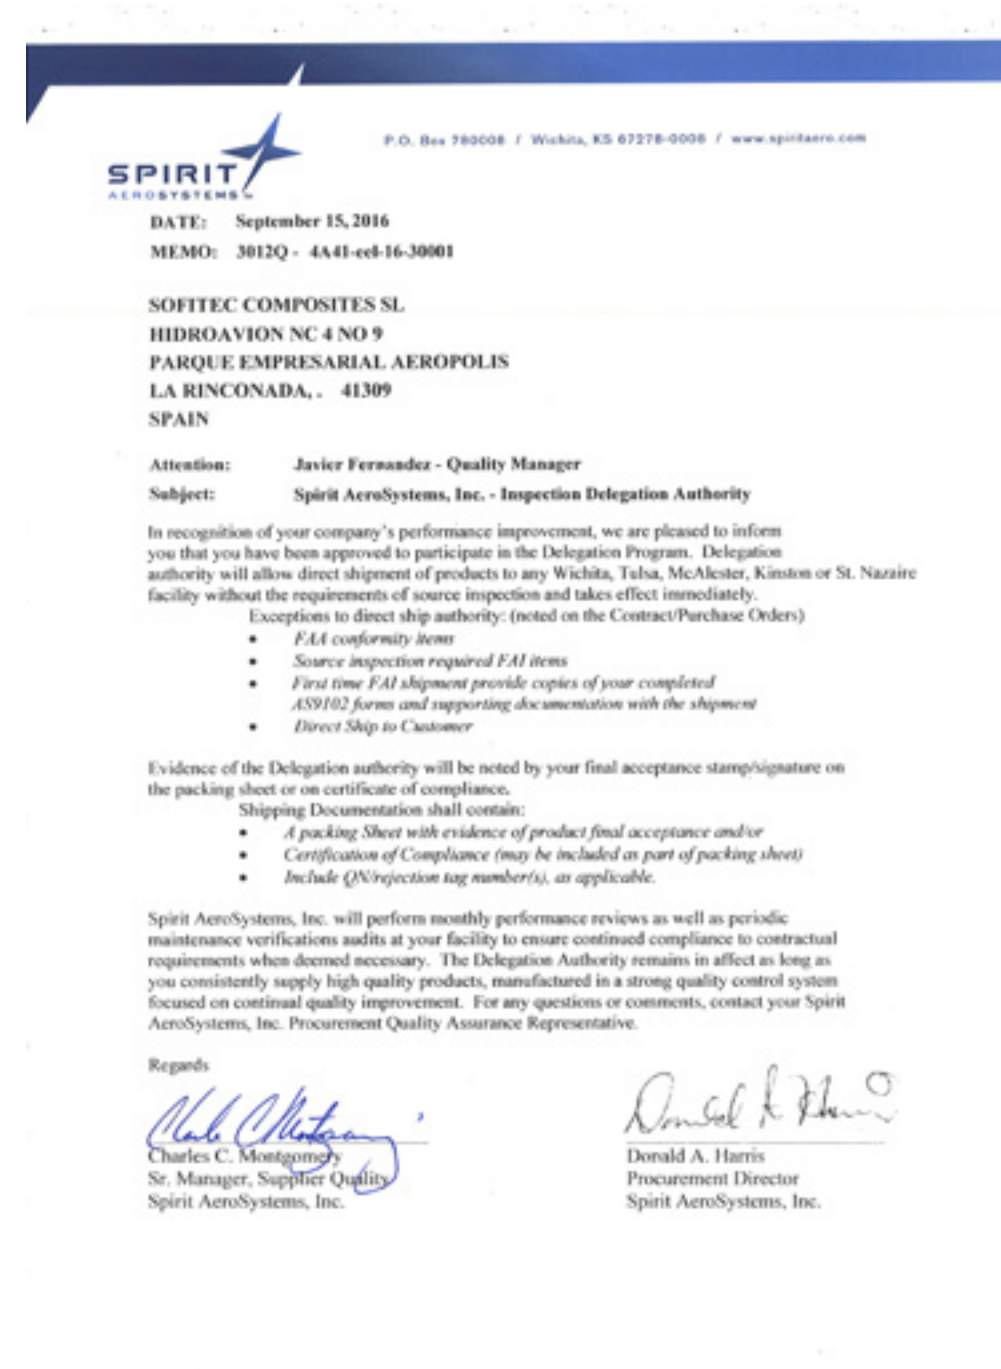 P.O. Box 780008 / Wichita, KS 67278-0008 / www.spiritaero.com
SPIRIT
AEROSYSTEMS
DATE: September 15, 2016
MEMO: 3012Q - 4A41-ccl-16-30001
SOFITEC COMPOSITES SL
HIDROAVION NC 4 NO 9
PARQUE EMPRESARIAL AEROPOLIS
LA RINCONADA, . 41309
SPAIN
Attention: Javier Fernandez - Quality Manager
Subject: Spirit AeroSystems, Inc. - Inspection Delegation Authority
In recognition of your company's performance improvement, we are pleased to inform
you that you have been approved to participate in the Delegation Program. Delegation
authority will allow direct shipment of products to any Wichita, Tulsa, McAlester, Kinston or St. Nazaire
facility without the requirements of source inspection and takes effect immediately.
Exceptions to direct ship authority: (noted on the Contract/Purchase Orders)
• FAA conformity items
• Source inspection required FAI items
• First time FAI shipment provide copies of your completed
AS9102 forms and supporting documentation with the shipment
• Direct Ship to Customer
Evidence of the Delegation authority will be noted by your final acceptance stamp/signature on
the packing sheet or on certificate of compliance.
Shipping Documentation shall contain:
• A packing Sheet with evidence of product final acceptance and/or
• Certification of Compliance (may be included as part of packing sheet)
• Include QN/rejection tag number(s), as applicable.
Spirit AeroSystems, Inc. will perform monthly performance reviews as well as periodic
maintenance verifications audits at your facility to ensure continued compliance to contractual
requirements when deemed necessary. The Delegation Authority remains in affect as long as
you consistently supply high quality products, manufactured in a strong quality control system
focused on continual quality improvement. For any questions or comments, contact your Spirit
AeroSystems, Inc. Procurement Quality Assurance Representative.
Regards
Charles C. Montgomery
Sr. Manager, Supplier Quality
Spirit AeroSystems, Inc.
Donald A. Harris
Procurement Director
Spirit AeroSystems, Inc.